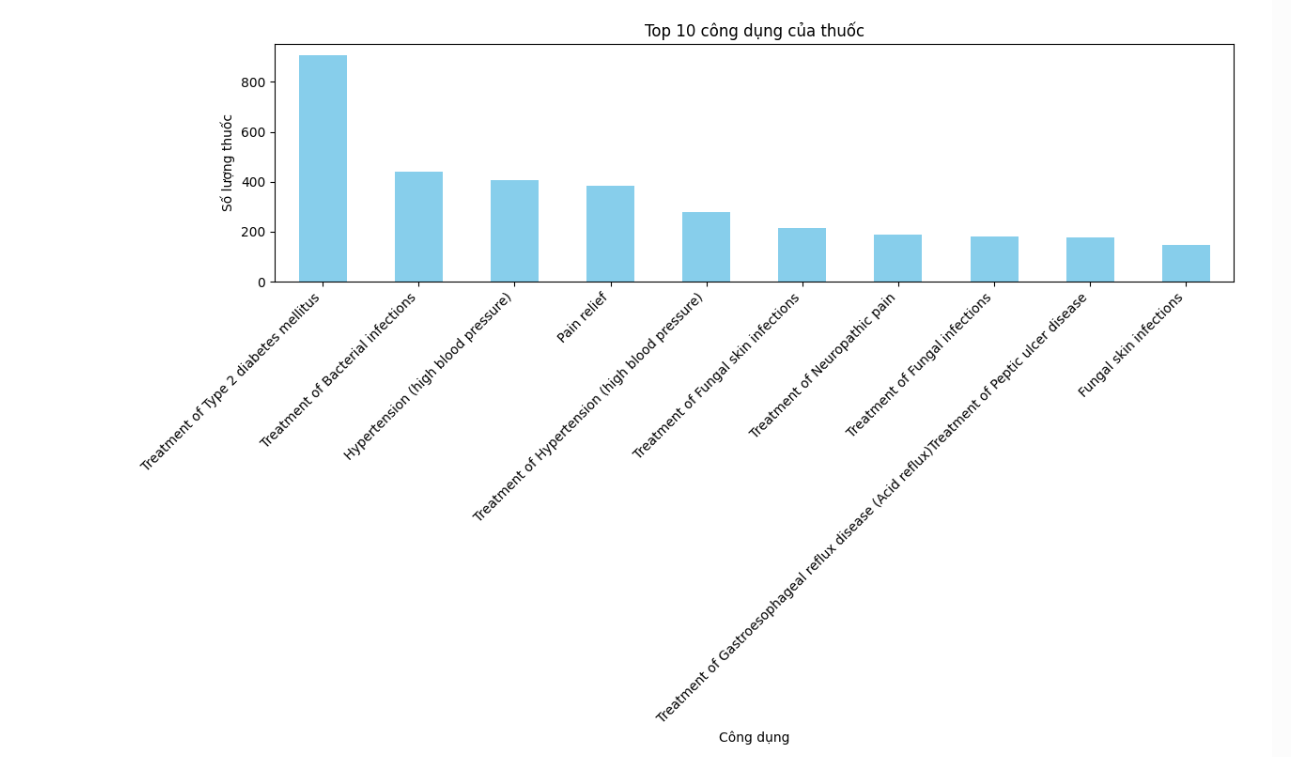 Top 10 công dụng của thuốc
Số lượng thuốc
800
600
400
200
0
Treatment of Type 2 diabetes mellitus
Treatment of Bacterial infections
Hypertension (high blood pressure)
Pain relief
Treatment of Hypertension (high blood pressure)
Treatment of Fungal skin infections
Treatment of Neuropathic pain
Treatment of Fungal infections
Treatment of Gastroesophageal reflux disease (Acid reflux)Treatment of Peptic ulcer disease
Fungal skin infections
Công dụng